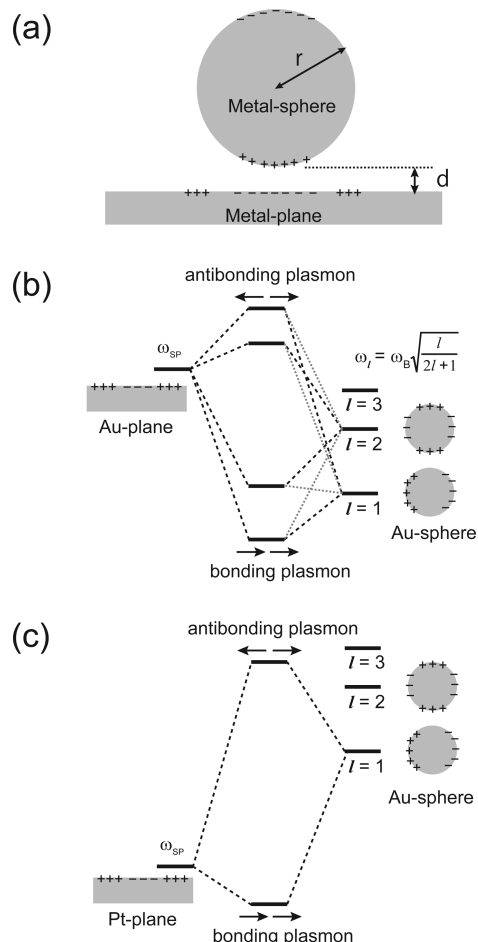 (a)
r
Metal-sphere
+++++++
d
+++ − − − − − − − +++
Metal-plane
(b)
antibonding plasmon
ωSP
ωl = ωB √(l / 2l+1)
+++ − − − +++
l = 3
+++
Au-plane
l = 2
+++
l = 1
Au-sphere
bonding plasmon
(c)
antibonding plasmon
l = 3
+++
l = 2
+++
l = 1
Au-sphere
ωSP
+++ − − − +++
Pt-plane
bonding plasmon